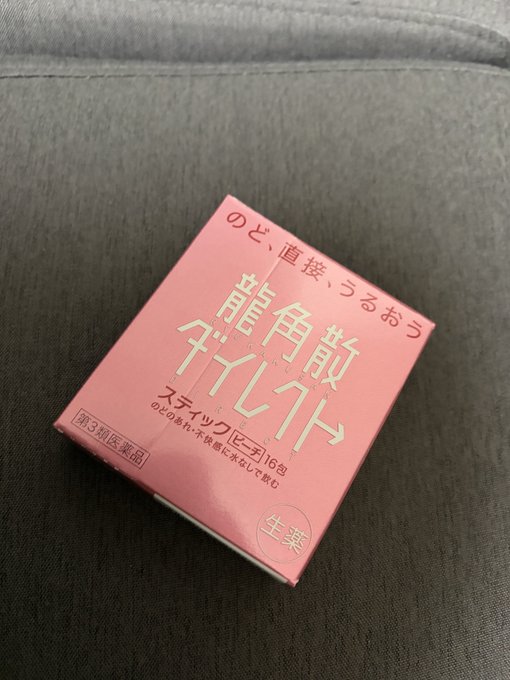 のど、直接、うるおう
龍角散
ダイレクト
スティック ピーチ 16包
のどのあれ・不快感に水なしで飲む
第3類医薬品
生薬